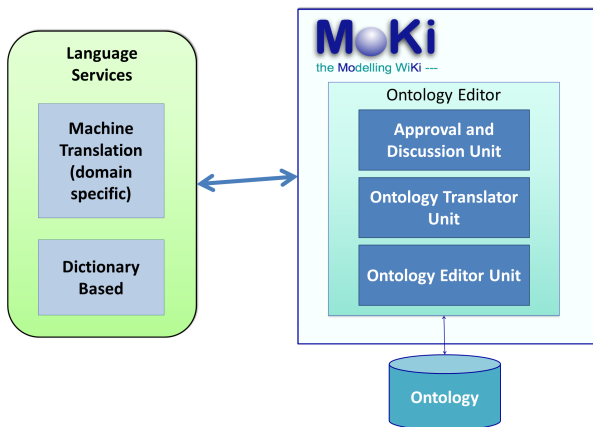 Language
Services
Machine
Translation
(domain
specific)
Dictionary
Based
MoKi
the Modelling WiKi ---
Ontology Editor
Approval and
Discussion Unit
Ontology Translator
Unit
Ontology Editor Unit
Ontology